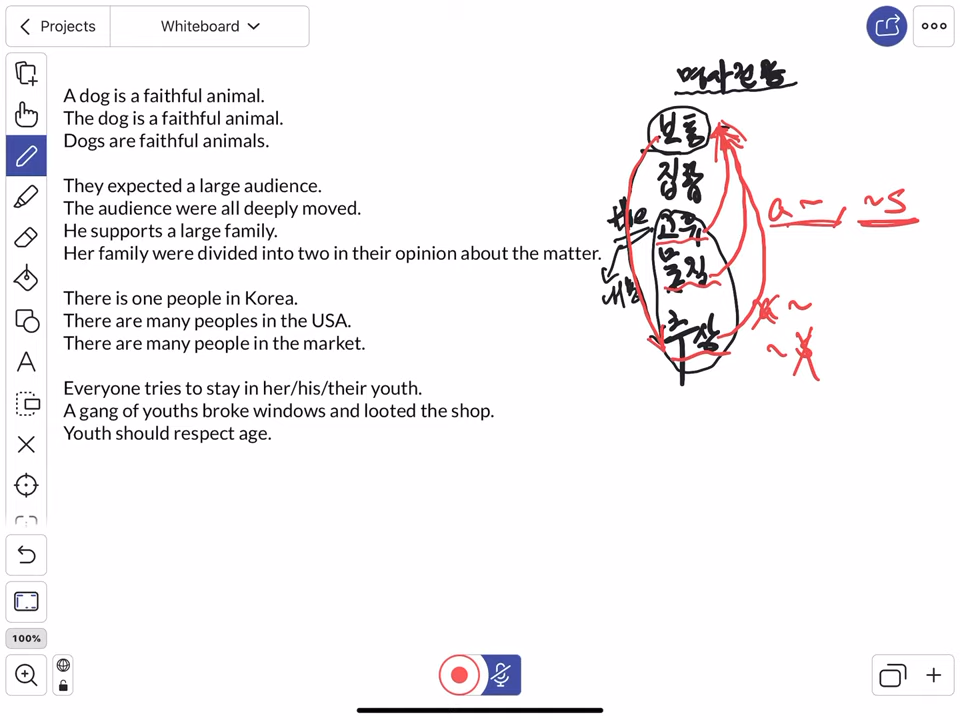 Projects
Whiteboard
A dog is a faithful animal.
The dog is a faithful animal.
Dogs are faithful animals.
They expected a large audience.
The audience were all deeply moved.
He supports a large family.
Her family were divided into two in their opinion about the matter.
There is one people in Korea.
There are many peoples in the USA.
There are many people in the market.
Everyone tries to stay in her/his/their youth.
A gang of youths broke windows and looted the shop.
Youth should respect age.
보통
집합
고유
물질
추상
a~, ~s
100%